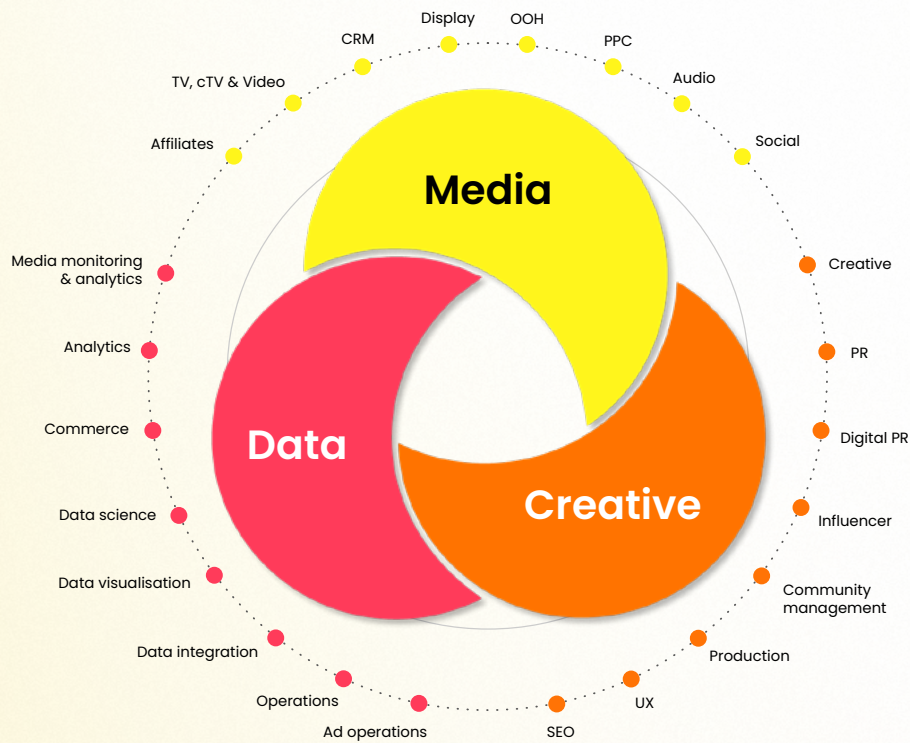 Display
OOH
CRM
PPC
TV, cTV & Video
Audio
Affiliates
Social
Media
Media monitoring
& analytics
Creative
Analytics
PR
Commerce
Digital PR
Data
Creative
Data science
Influencer
Data visualisation
Community
management
Data integration
Production
Operations
UX
Ad operations
SEO